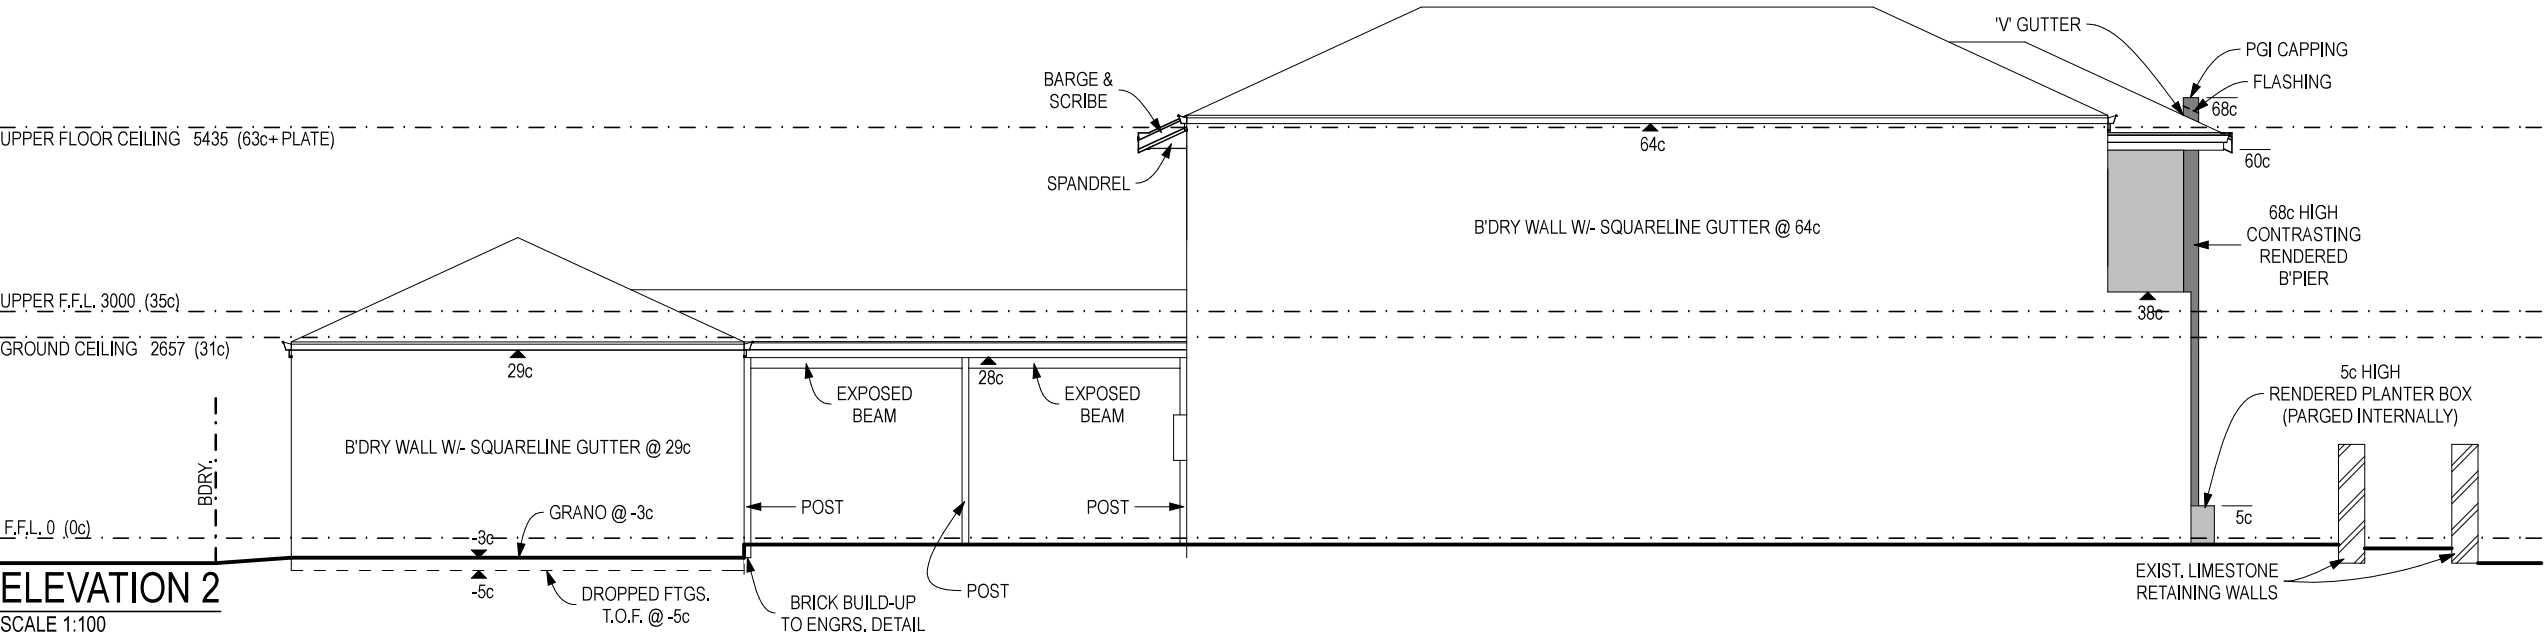 'V' GUTTER
PGI CAPPING
FLASHING
68c
BARGE &
SCRIBE
UPPER FLOOR CEILING 5435 (63c+ PLATE)
64c
60c
SPANDREL
B'DRY WALL W/- SQUARELINE GUTTER @ 64c
68c HIGH
CONTRASTING
RENDERED
B'PIER
UPPER F.F.L. 3000 (35c)
38c
GROUND CEILING 2657 (31c)
29c
28c
EXPOSED
BEAM
EXPOSED
BEAM
5c HIGH
RENDERED PLANTER BOX
(PARGED INTERNALLY)
B'DRY WALL W/- SQUARELINE GUTTER @ 29c
BDRY.
POST
POST
GRANO @ -3c
5c
F.F.L. 0 (0c)
-3c
ELEVATION 2
SCALE 1:100
-5c
DROPPED FTGS.
T.O.F. @ -5c
BRICK BUILD-UP
TO ENGRS. DETAIL
POST
EXIST. LIMESTONE
RETAINING WALLS